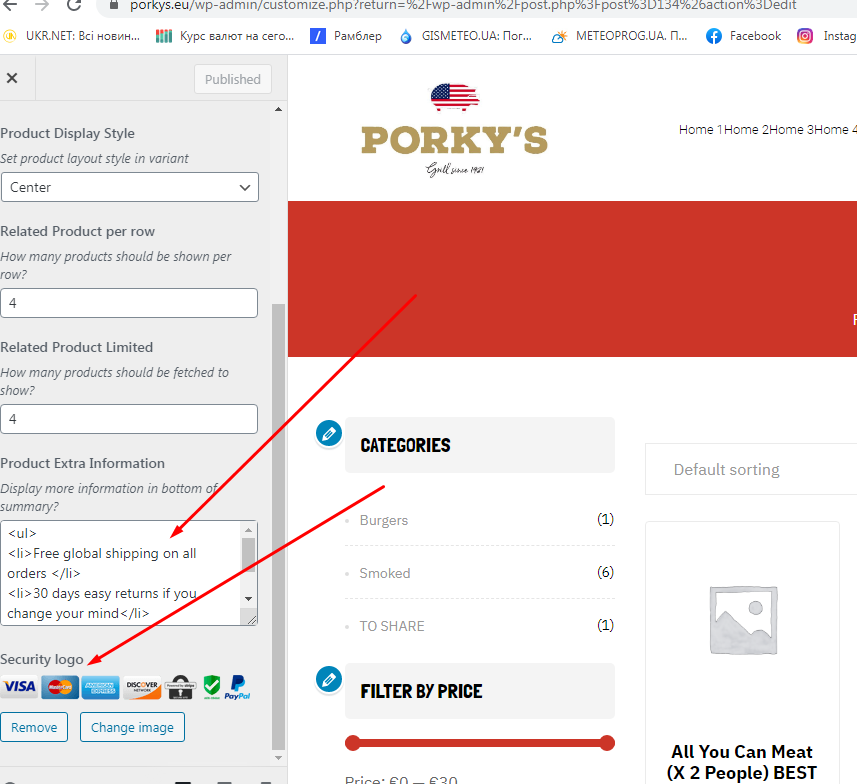 porkys.eu/wp-admin/customize.php?return=%2Fwp-admin%2Fpost.php%3Fpost%3D134%26action%3Dedit
UKR.NET: Всі новин...
Курс валют на сего...
Рамблер
GISMETEO.UA: Пог...
METEOPROG.UA. П...
Facebook
Instag
Published
Product Display Style
Set product layout style in variant
Center
Related Product per row
How many products should be shown per
row?
4
Related Product Limited
How many products should be fetched to
show?
4
Product Extra Information
Display more information in bottom of
summary?
<ul>
<li>Free global shipping on all
orders </li>
<li>30 days easy returns if you
change your mind</li>
Security logo
VISA
MasterCard
AMERICAN EXPRESS
DISCOVER
NETWORK
PayPal
Remove
Change image
PORKY'S
Grill since 1921
Home 1Home 2Home 3Home 4
CATEGORIES
Burgers (1)
Smoked (6)
TO SHARE (1)
FILTER BY PRICE
Price: €0 — €30
Default sorting
All You Can Meat
(X 2 People) BEST